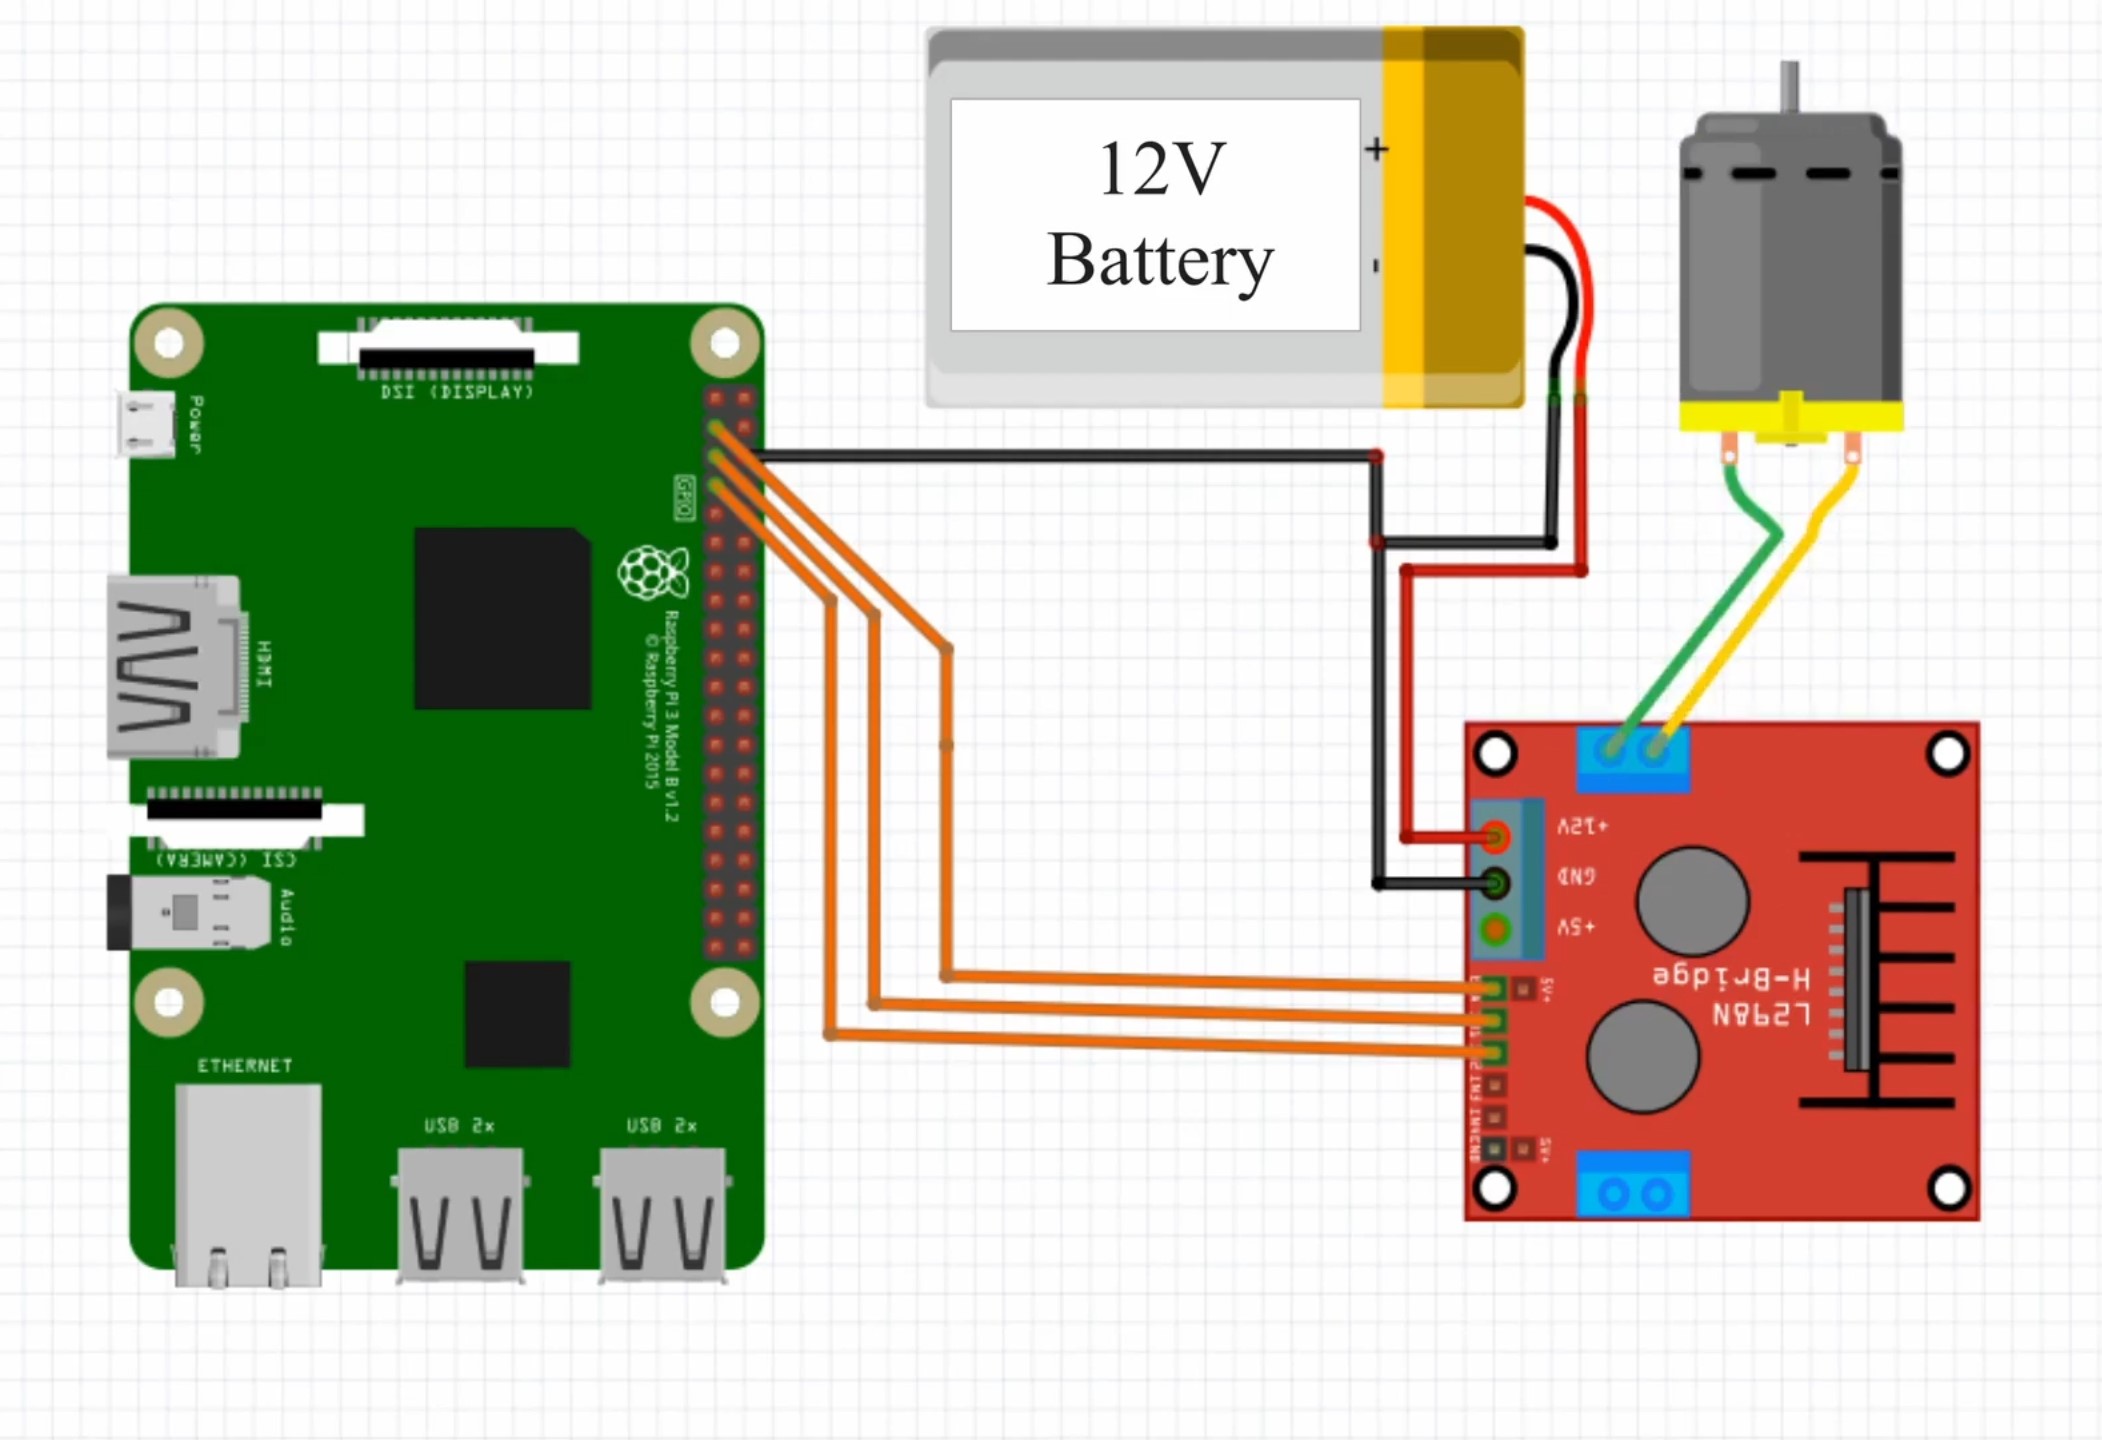 12V
Battery
+
-
DSI (DISPLAY)
Power
GPIO
HDMI
Raspberry Pi 3 Model B v1.2
© Raspberry Pi 2015
CSI (CAMERA)
Audio
ETHERNET
USB 2x
USB 2x
+12V
GND
+5V
5V+
L298N
H-Bridge
5V+